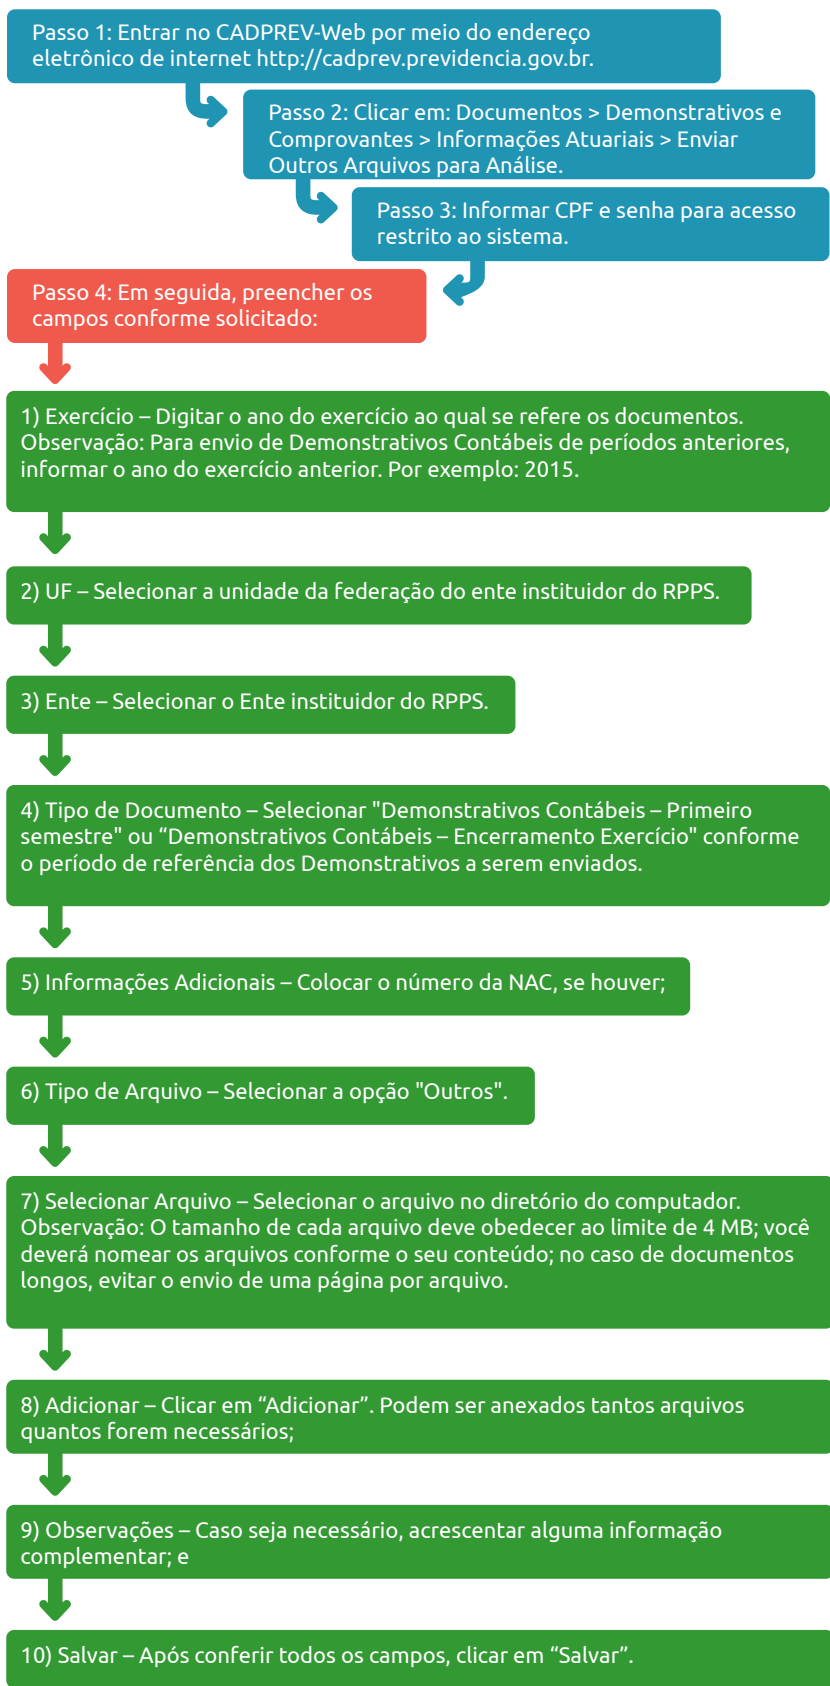 Passo 1: Entrar no CADPREV-Web por meio do endereço
eletrônico de internet http://cadprev.previdencia.gov.br.
Passo 2: Clicar em: Documentos > Demonstrativos e
Comprovantes > Informações Atuariais > Enviar
Outros Arquivos para Análise.
Passo 3: Informar CPF e senha para acesso
restrito ao sistema.
Passo 4: Em seguida, preencher os
campos conforme solicitado:
1) Exercício – Digitar o ano do exercício ao qual se refere os documentos.
Observação: Para envio de Demonstrativos Contábeis de períodos anteriores,
informar o ano do exercício anterior. Por exemplo: 2015.
2) UF – Selecionar a unidade da federação do ente instituidor do RPPS.
3) Ente – Selecionar o Ente instituidor do RPPS.
4) Tipo de Documento – Selecionar "Demonstrativos Contábeis – Primeiro
semestre" ou “Demonstrativos Contábeis – Encerramento Exercício" conforme
o período de referência dos Demonstrativos a serem enviados.
5) Informações Adicionais – Colocar o número da NAC, se houver;
6) Tipo de Arquivo – Selecionar a opção "Outros".
7) Selecionar Arquivo – Selecionar o arquivo no diretório do computador.
Observação: O tamanho de cada arquivo deve obedecer ao limite de 4 MB; você
deverá nomear os arquivos conforme o seu conteúdo; no caso de documentos
longos, evitar o envio de uma página por arquivo.
8) Adicionar – Clicar em “Adicionar”. Podem ser anexados tantos arquivos
quantos forem necessários;
9) Observações – Caso seja necessário, acrescentar alguma informação
complementar; e
10) Salvar – Após conferir todos os campos, clicar em “Salvar”.